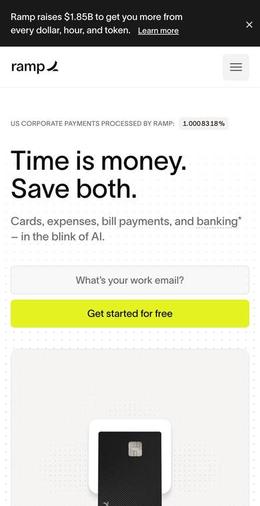 Ramp raises $1.85B to get you more from
every dollar, hour, and token. Learn more
ramp
US CORPORATE PAYMENTS PROCESSED BY RAMP: 1.0008318%
Time is money.
Save both.
Cards, expenses, bill payments, and banking*
– in the blink of AI.
What's your work email?
Get started for free